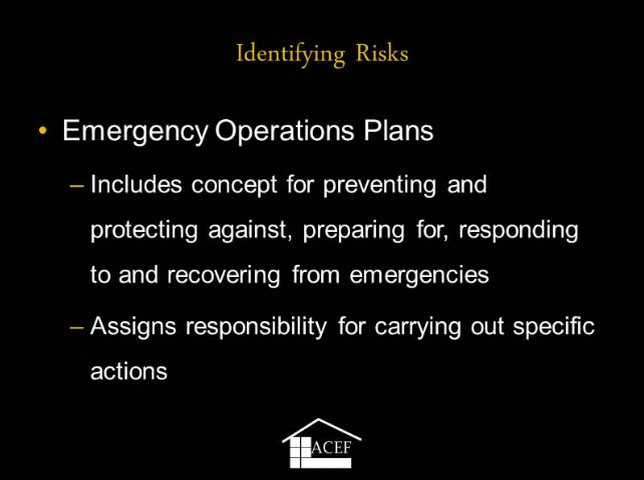 Identifying Risks
• Emergency Operations Plans
– Includes concept for preventing and
protecting against, preparing for, responding
to and recovering from emergencies
– Assigns responsibility for carrying out specific
actions
ACEF